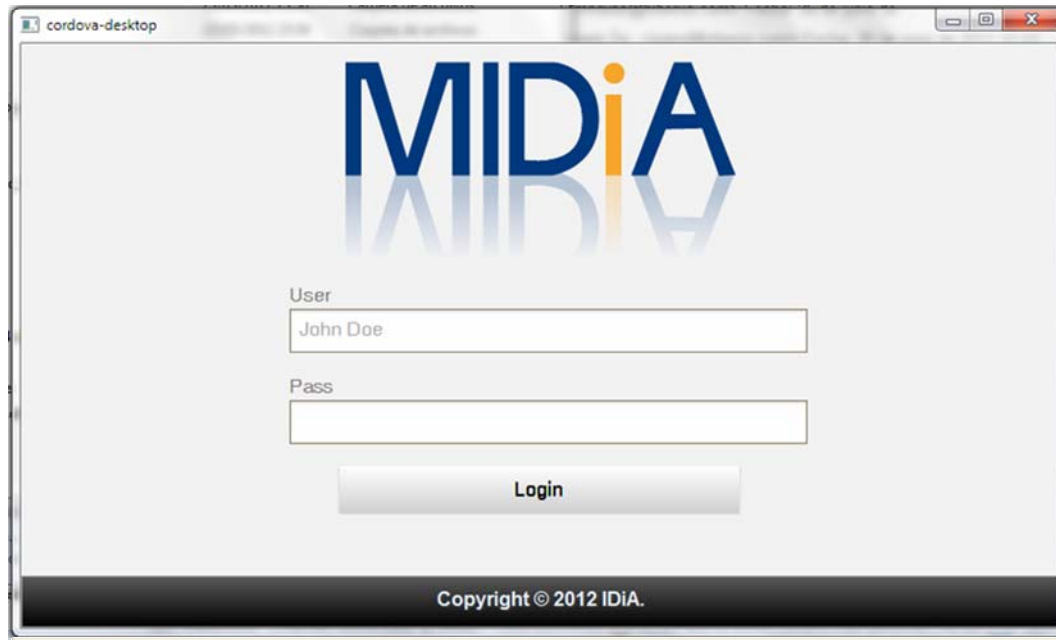 cordova-desktop
MIDiA
User
John Doe
Pass
Login
Copyright © 2012 IDiA.